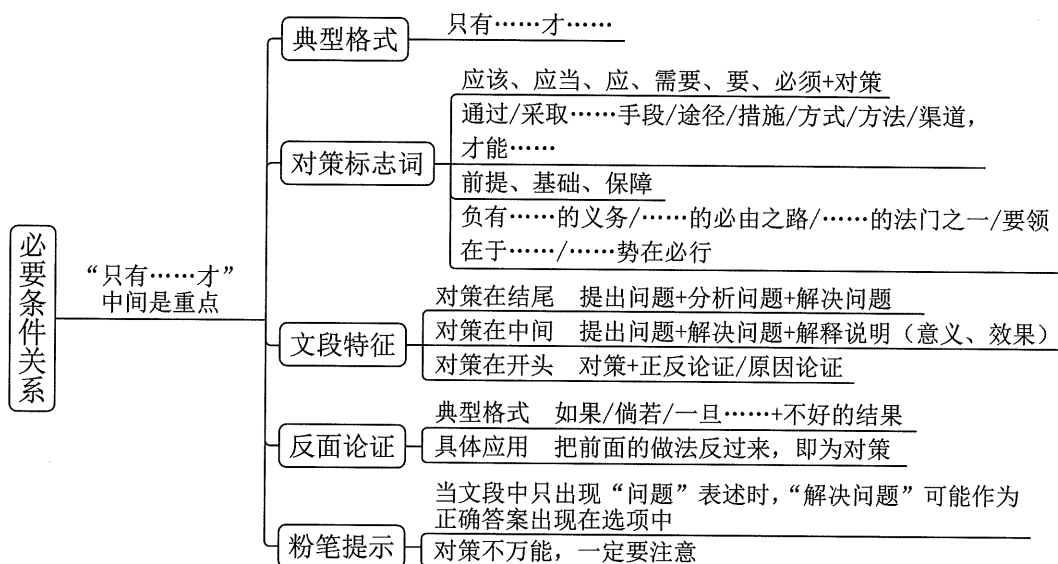 必要条件关系
“只有……才”
中间是重点
典型格式
只有……才……
对策标志词
应该、应当、应、需要、要、必须+对策
通过/采取……手段/途径/措施/方式/方法/渠道，
才能……
前提、基础、保障
负有……的义务/……的必由之路/……的法门之一/要领
在于……/……势在必行
文段特征
对策在结尾 提出问题+分析问题+解决问题
对策在中间 提出问题+解决问题+解释说明（意义、效果）
对策在开头 对策+正反论证/原因论证
反面论证
典型格式 如果/倘若/一旦……+不好的结果
具体应用 把前面的做法反过来，即为对策
粉笔提示
当文段中只出现“问题”表述时，“解决问题”可能作为
正确答案出现在选项中
对策不万能，一定要注意